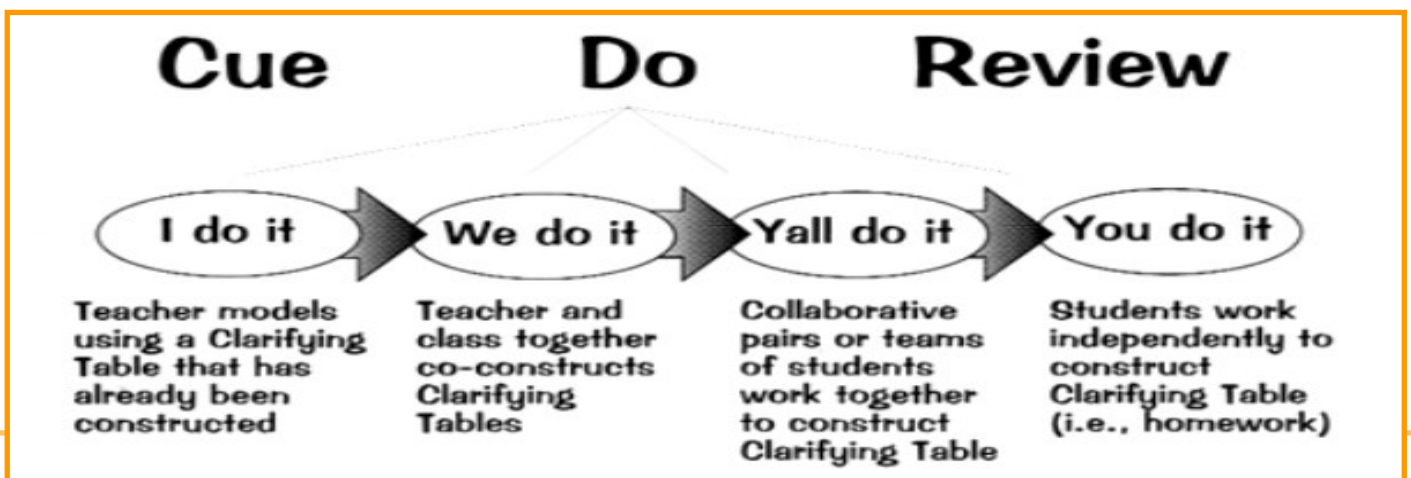 Cue Do Review
I do it We do it Yall do it You do it
Teacher models
using a Clarifying
Table that has
already been
constructed
Teacher and
class together
co-constructs
Clarifying
Tables
Collaborative
pairs or teams
of students
work together
to construct
Clarifying Table
Students work
independently to
construct
Clarifying Table
(i.e., homework)